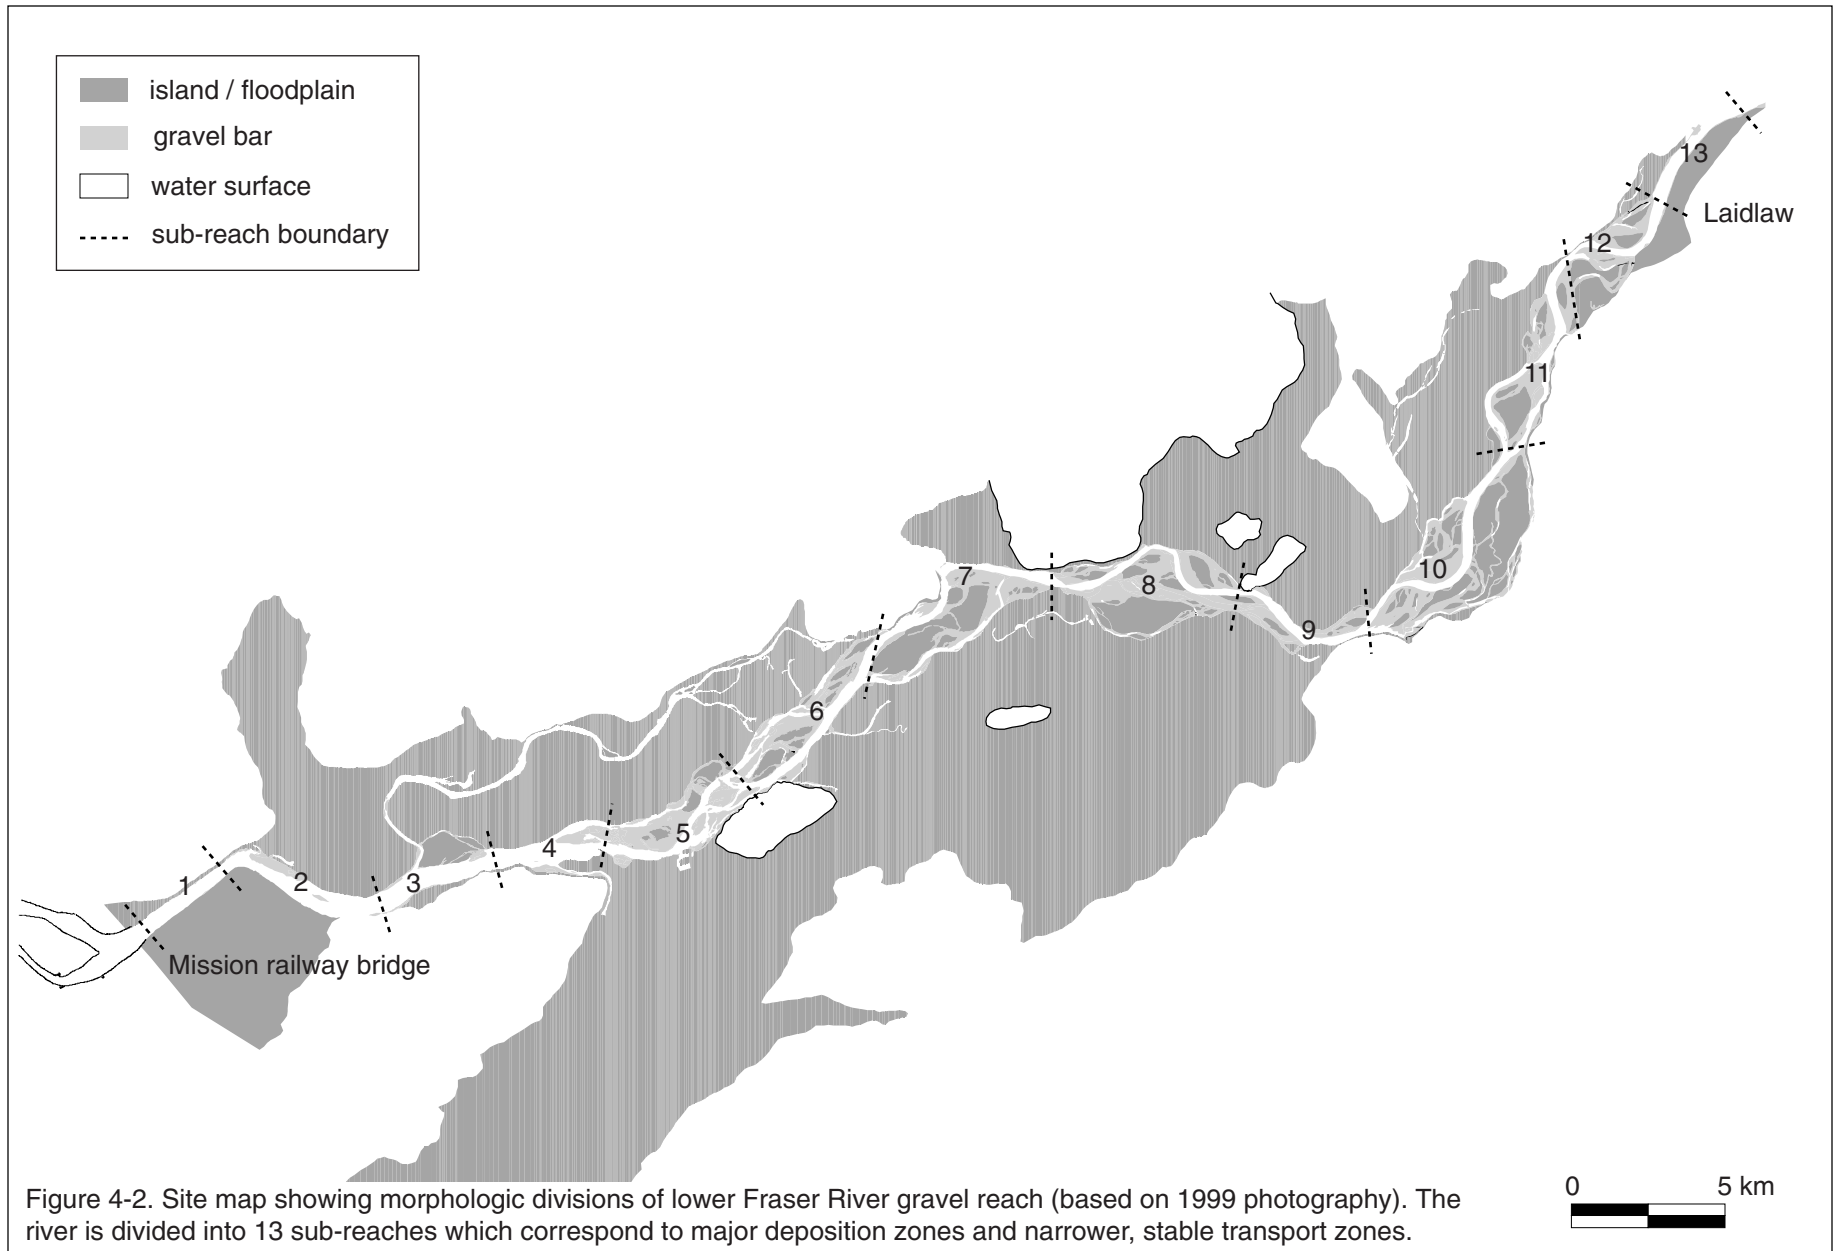 island / floodplain
gravel bar
water surface
sub-reach boundary
13
Laidlaw
12
11
10
9
8
7
6
5
4
3
2
1
Mission railway bridge
0 5 km
Figure 4-2. Site map showing morphologic divisions of lower Fraser River gravel reach (based on 1999 photography). The
river is divided into 13 sub-reaches which correspond to major deposition zones and narrower, stable transport zones.